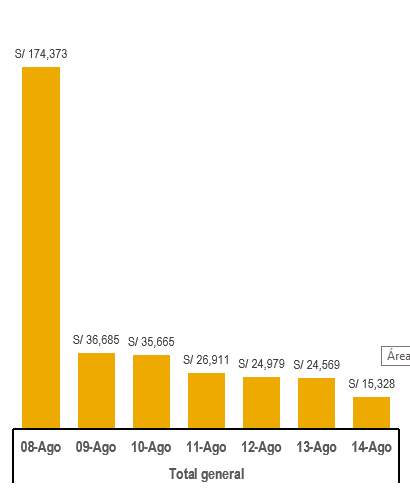 S/ 174,373
S/ 36,685
S/ 35,665
S/ 26,911
S/ 24,979
S/ 24,569
S/ 15,328
Área
08-Ago 09-Ago 10-Ago 11-Ago 12-Ago 13-Ago 14-Ago
Total general